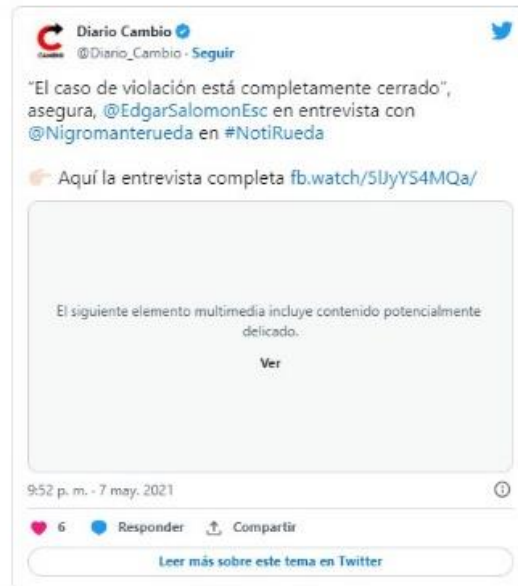 Diario Cambio
@Diario_Cambio · Seguir
"El caso de violación está completamente cerrado",
asegura, @EdgarSalomonEsc en entrevista con
@Nigromanterueda en #NotiRueda
Aquí la entrevista completa fb.watch/5lJyYS4MQa/
El siguiente elemento multimedia incluye contenido potencialmente
delicado.
Ver
9:52 p. m. · 7 may. 2021
6 Responder Compartir
Leer más sobre este tema en Twitter